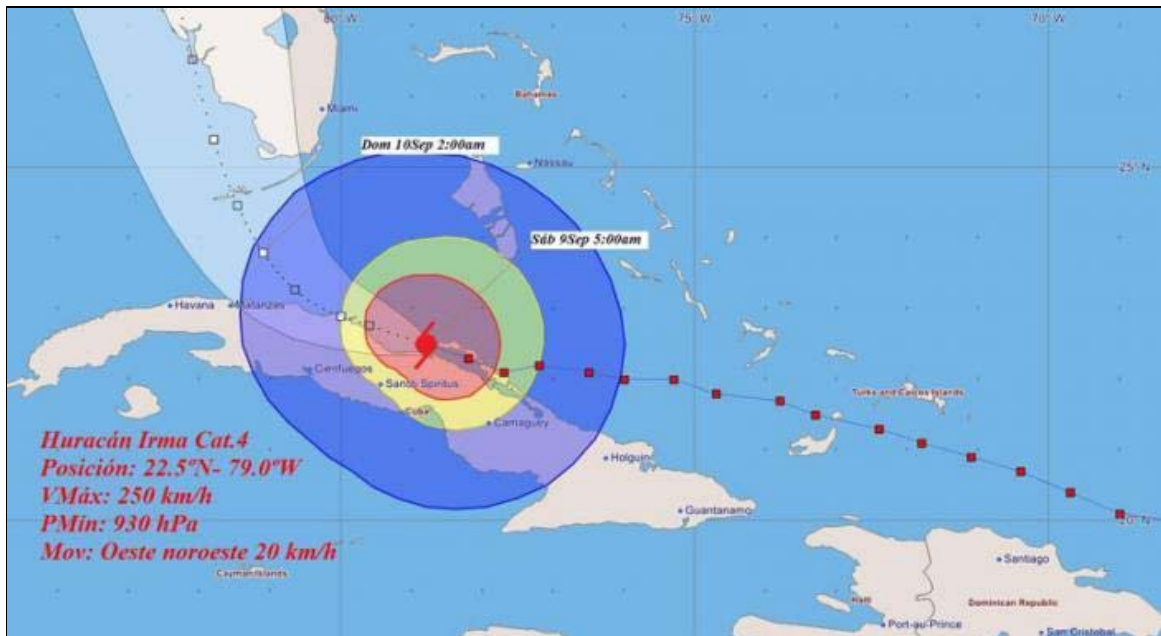 80° W
75° W
70° W
Bahamas
Miami
Dom 10Sep 2:00am
Nassau
25° N
Sáb 9Sep 5:00am
Havana
Matanzas
Cienfuegos
Sancti Spiritus
Cuba
Camaguey
Turks and Caicos Islands
Holguin
Guantanamo
20° N
Huracán Irma Cat.4
Posición: 22.5ºN- 79.0ºW
VMáx: 250 km/h
PMín: 930 hPa
Mov: Oeste noroeste 20 km/h
Cayman Islands
Santiago
Haiti
Dominican Republic
Port-au-Prince
San Cristobal